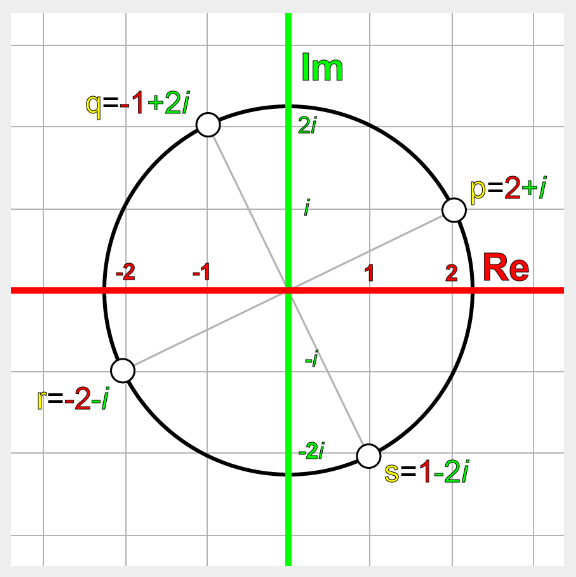 Im
q=-1+2i
2i
p=2+i
i
-2 -1 1 2 Re
-i
r=-2-i
-2i
s=1-2i